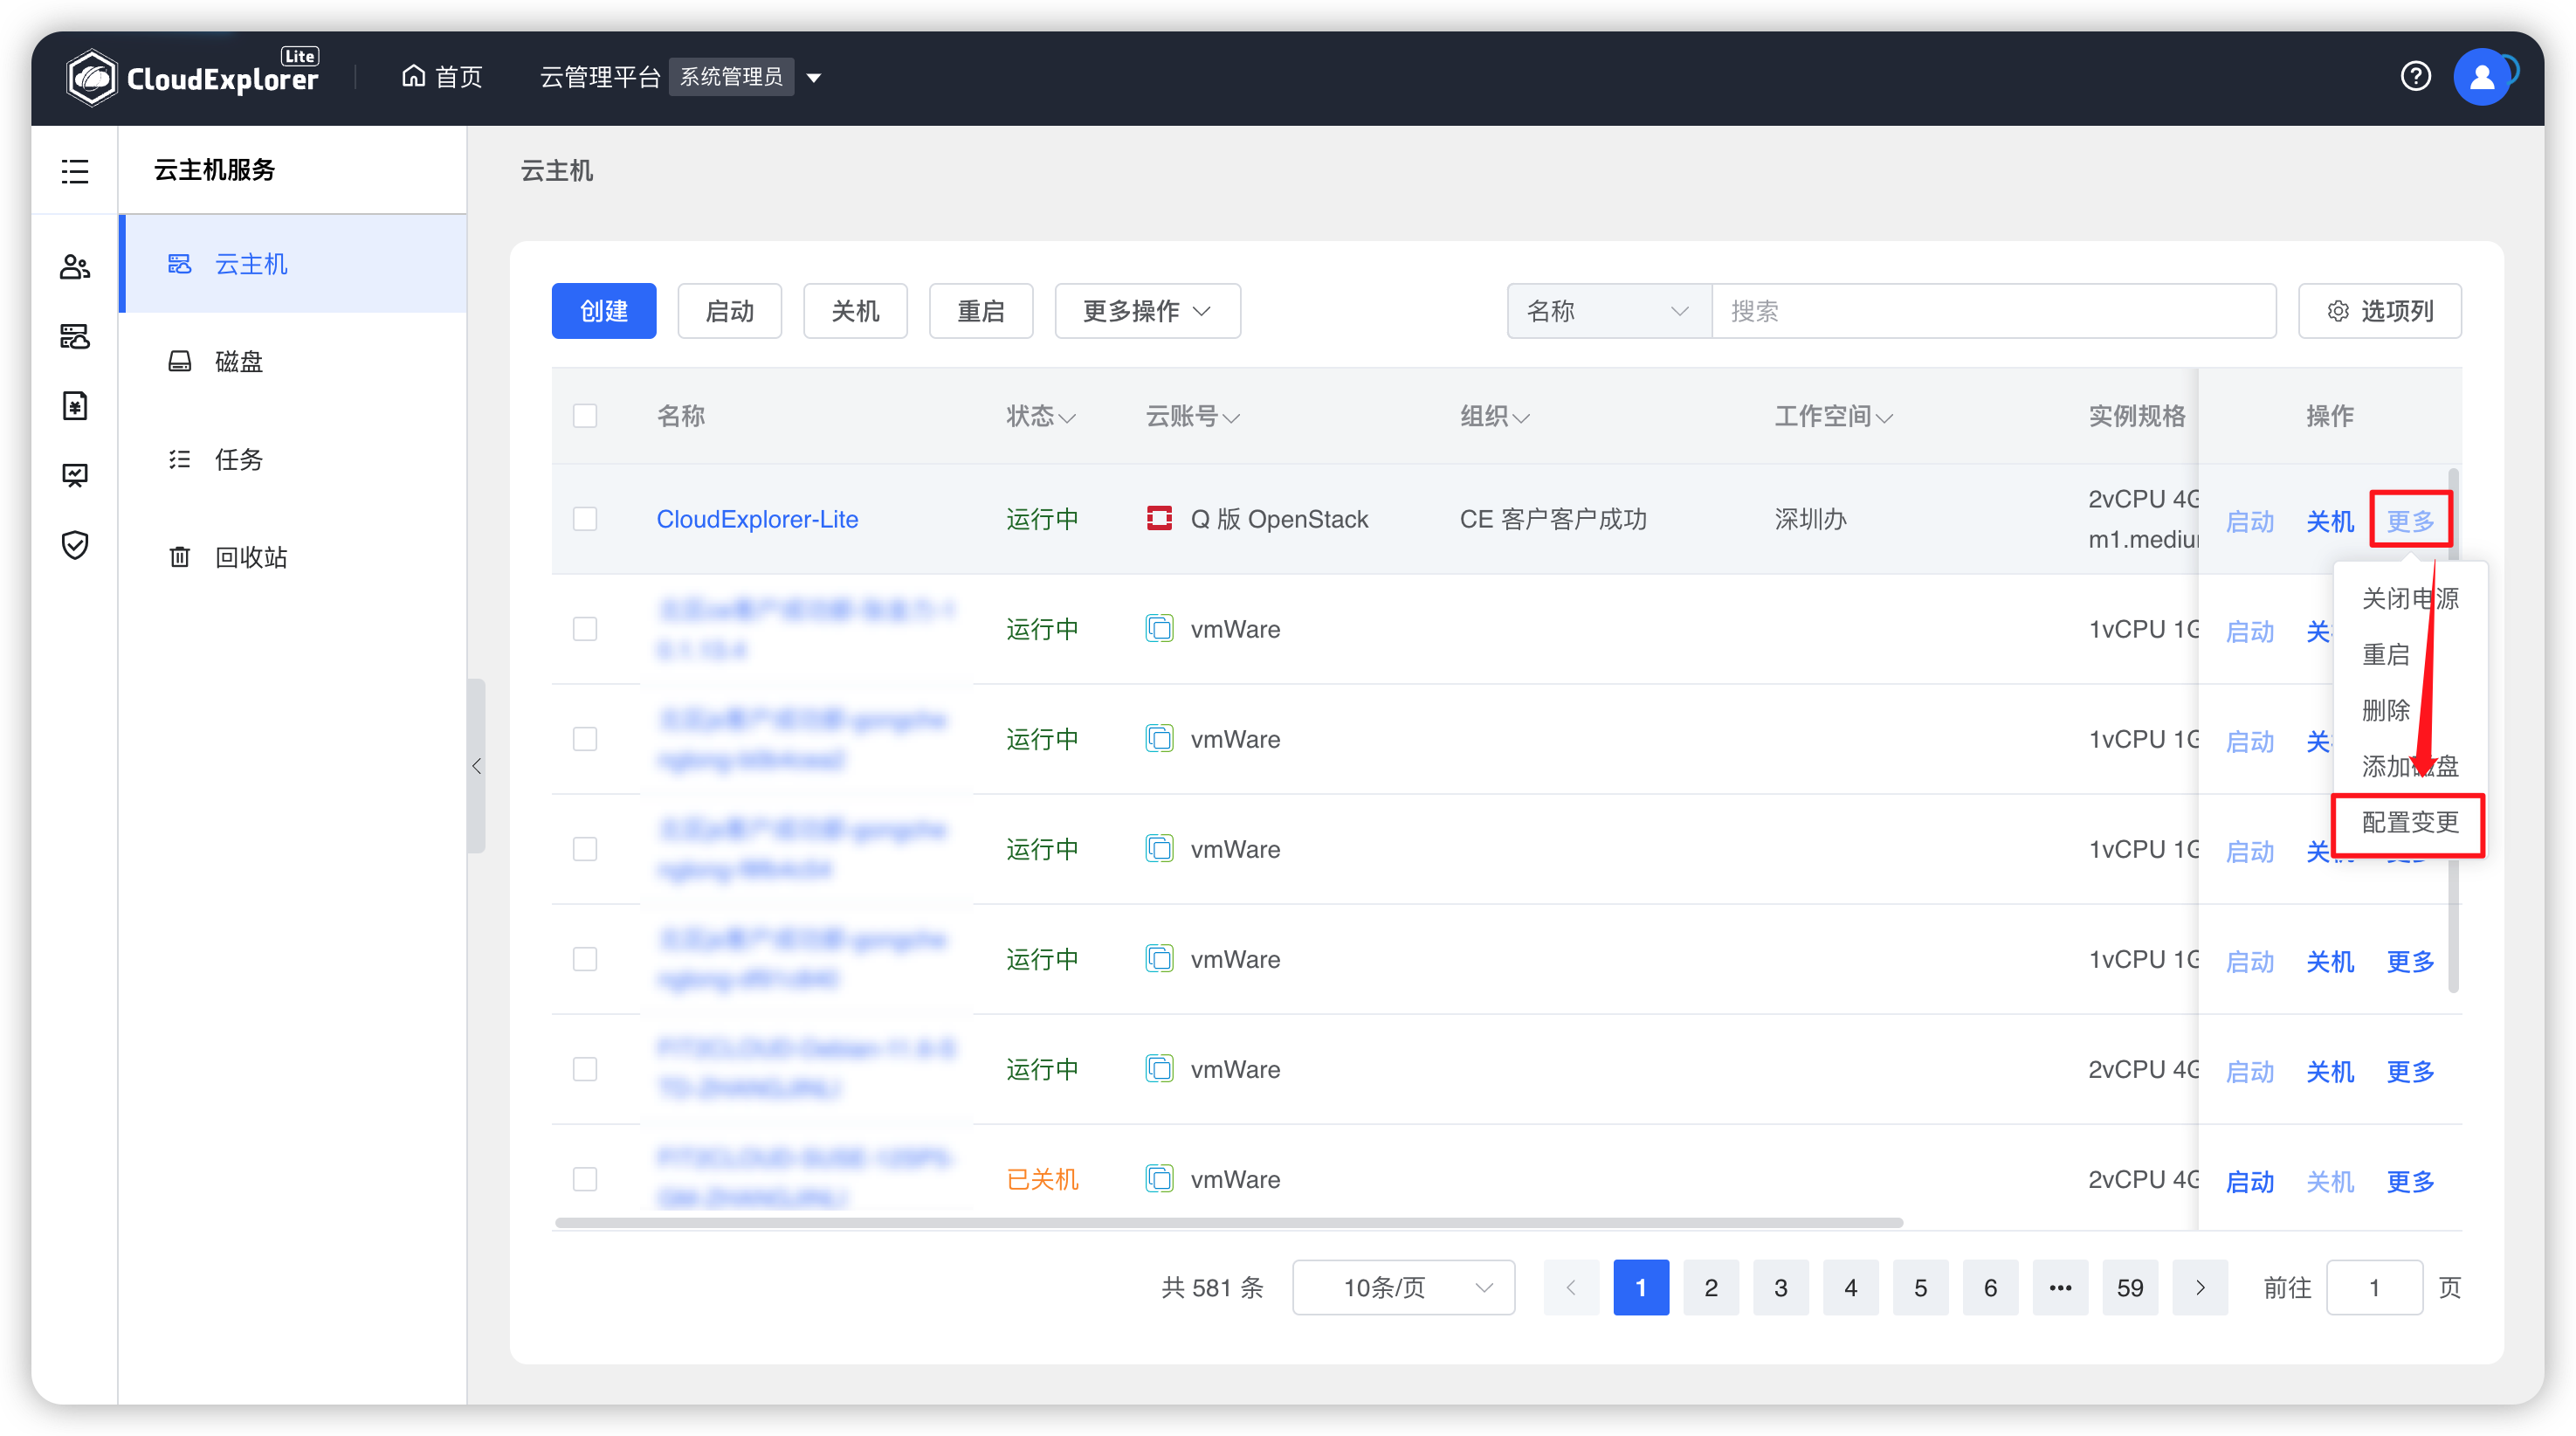 CloudExplorer Lite
首页
云管理平台 系统管理员
云主机服务
云主机
磁盘
任务
回收站
云主机
创建 启动 关机 重启 更多操作 名称 搜索 选项列
名称 状态 云账号 组织 工作空间 实例规格 操作
CloudExplorer-Lite 运行中 Q 版 OpenStack CE 客户客户成功 深圳办 2vCPU 4G 启动 关机 更多
m1.mediu
关闭电源
重启
删除
添加磁盘
配置变更
运行中 vmWare 1vCPU 1G 启动 关
运行中 vmWare 1vCPU 1G 启动 关
运行中 vmWare 1vCPU 1G 启动 关
运行中 vmWare 1vCPU 1G 启动 关机 更多
运行中 vmWare 2vCPU 4G 启动 关机 更多
已关机 vmWare 2vCPU 4G 启动 关机 更多
共 581 条 10条/页 1 2 3 4 5 6 ••• 59 前往 1 页